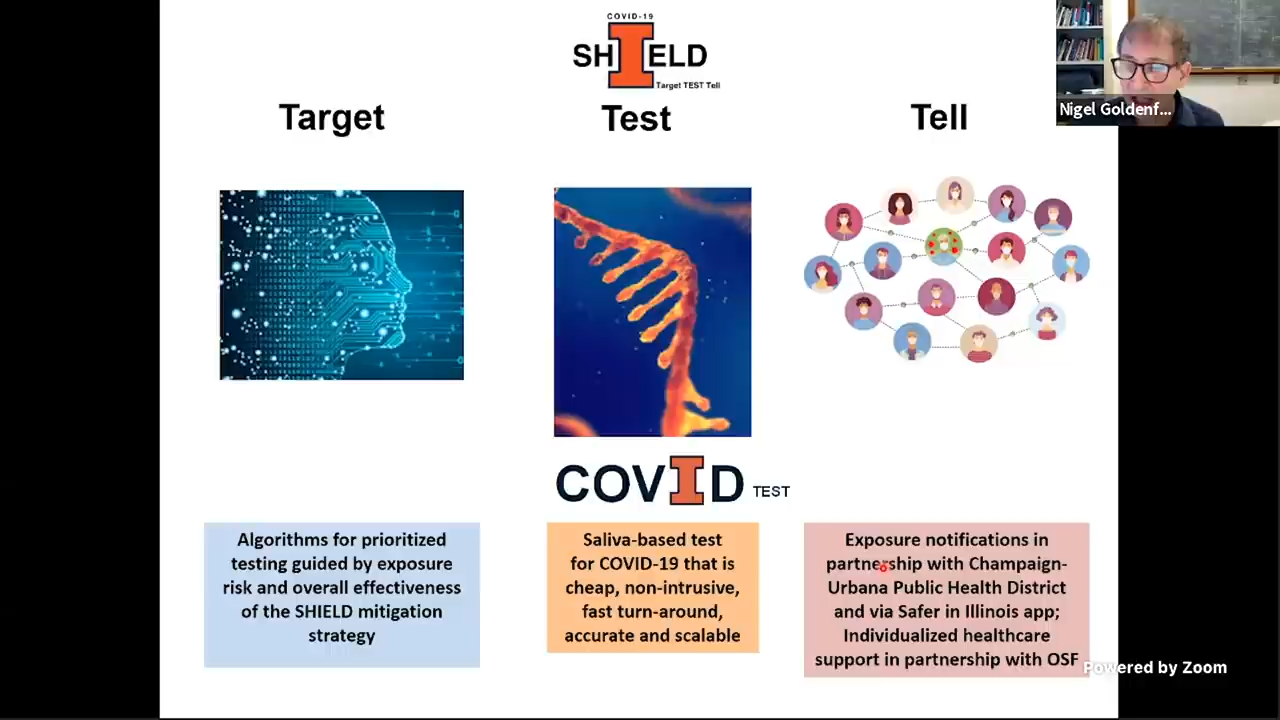 COVID-19
SHIELD
Target TEST Tell
Nigel Goldenf...
Target
Test
Tell
COVID TEST
Algorithms for prioritized
testing guided by exposure
risk and overall effectiveness
of the SHIELD mitigation
strategy
Saliva-based test
for COVID-19 that is
cheap, non-intrusive,
fast turn-around,
accurate and scalable
Exposure notifications in
partnership with Champaign-
Urbana Public Health District
and via Safer in Illinois app;
Individualized healthcare
support in partnership with OSF
Powered by Zoom